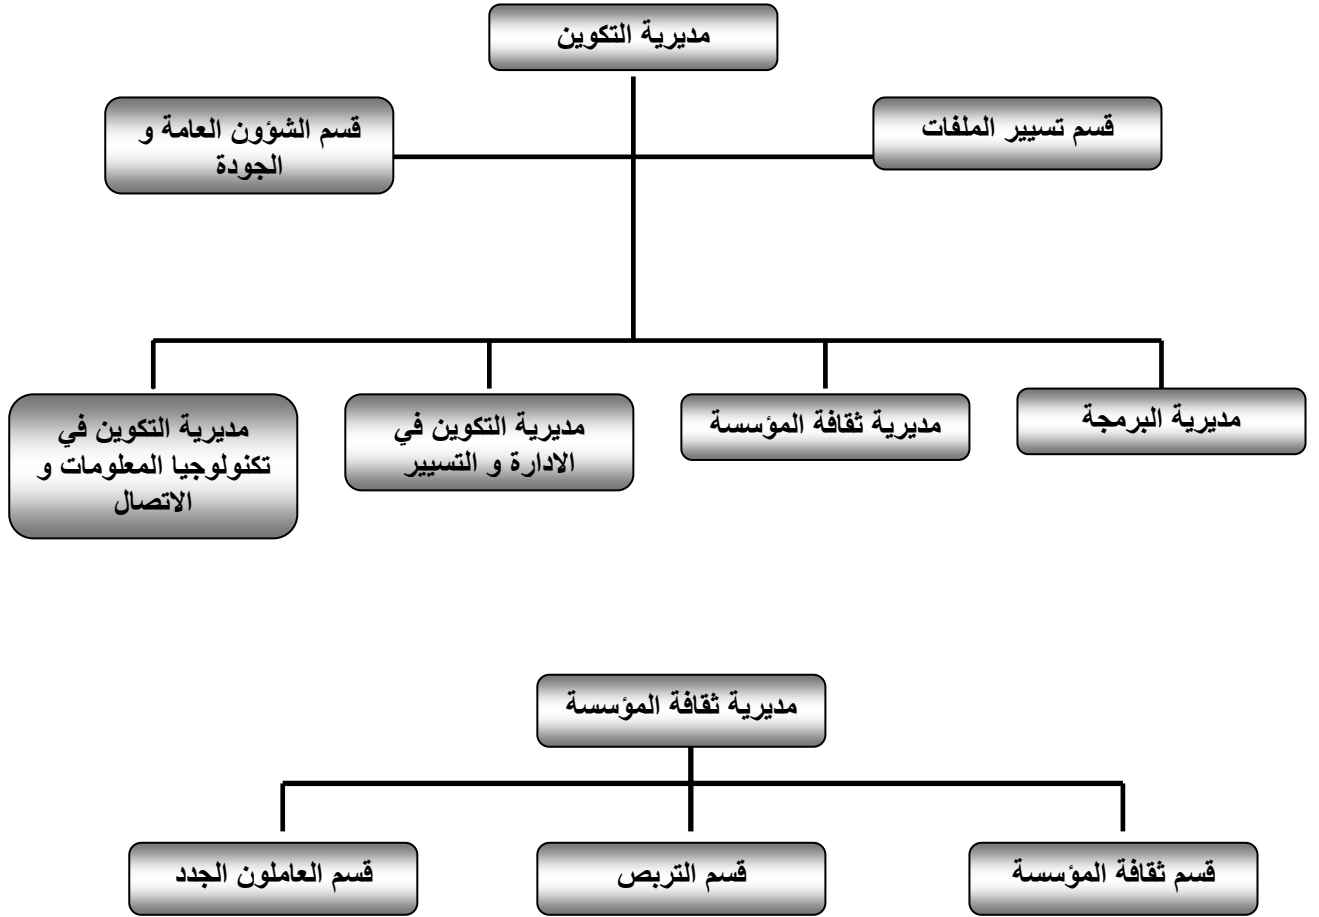 مديرية التكوين
قسم تسيير الملفات
قسم الشؤون العامة و
الجودة
مديرية البرمجة
مديرية ثقافة المؤسسة
مديرية التكوين في
الادارة و التسيير
مديرية التكوين في
تكنولوجيا المعلومات و
الاتصال
مديرية ثقافة المؤسسة
قسم ثقافة المؤسسة
قسم التربص
قسم العاملون الجدد